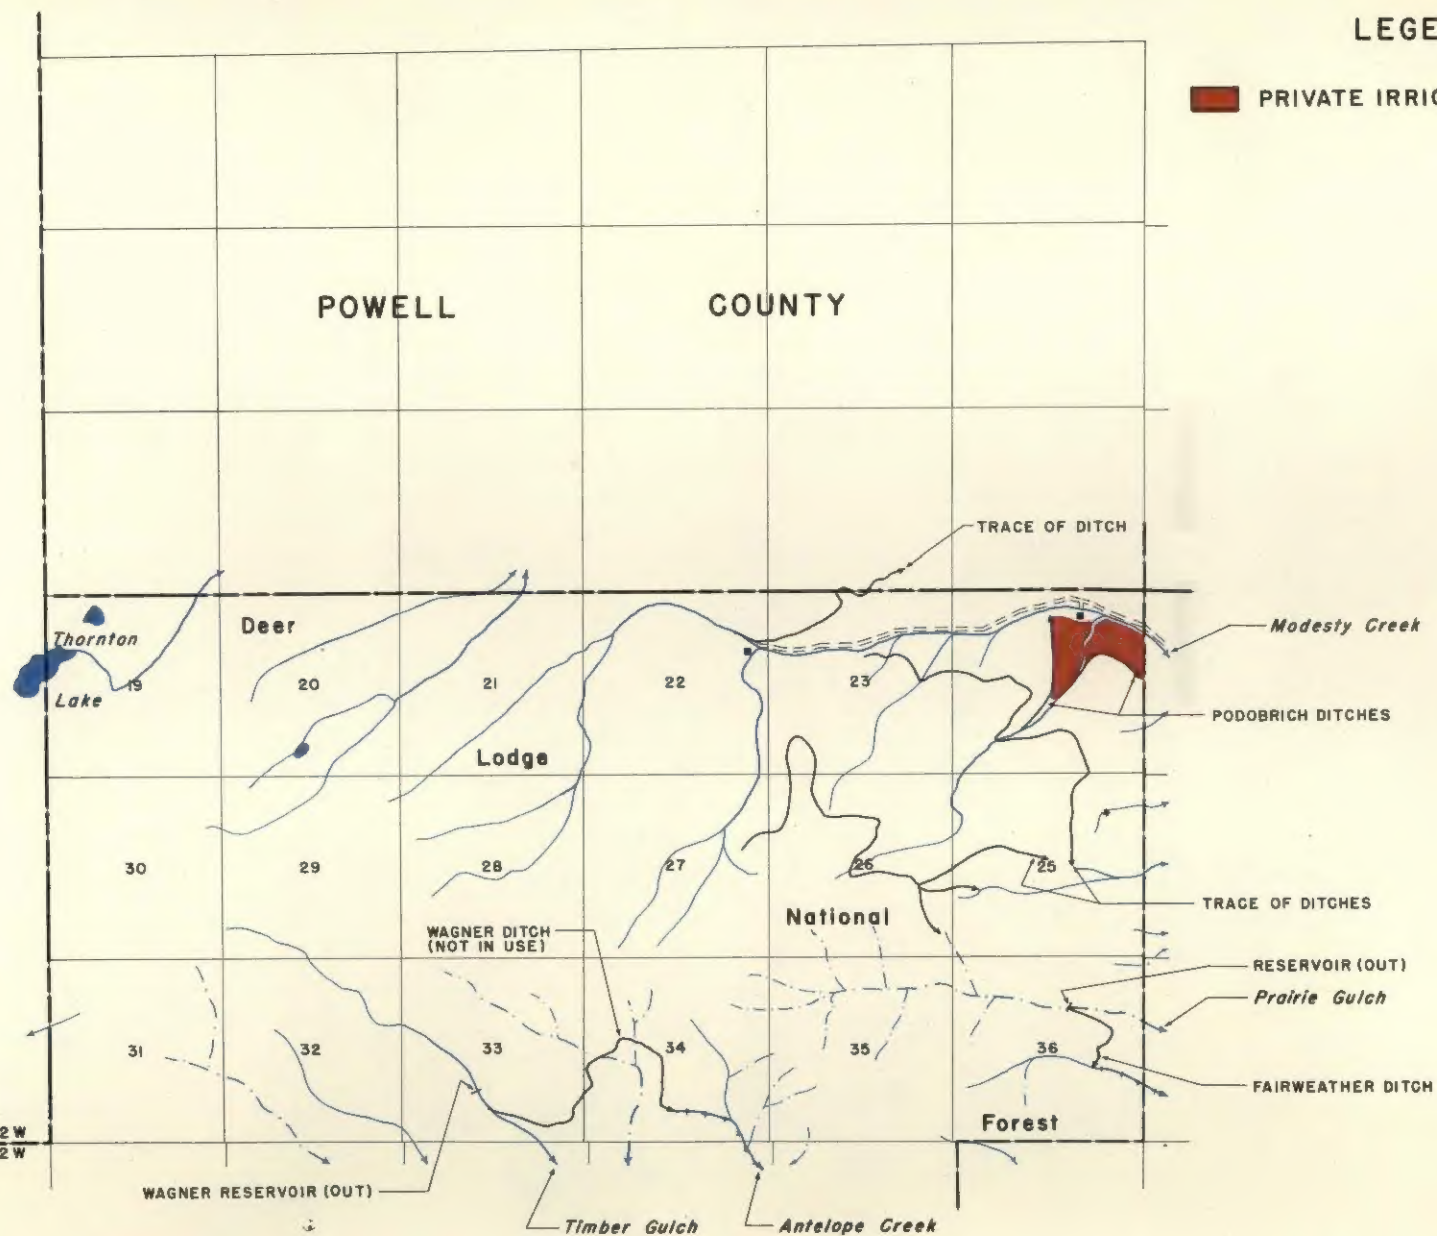 LEGE
PRIVATE IRRIG
POWELL COUNTY
TRACE OF DITCH
Deer
Thornton
Lake
Modesty Creek
19 20 21 22 23
PODOBRICH DITCHES
Lodge
30 29 28 27 26 25
TRACE OF DITCHES
National
WAGNER DITCH
(NOT IN USE)
RESERVOIR (OUT)
Prairie Gulch
31 32 33 34 35 36
FAIRWEATHER DITCH
Forest
2 W
2 W
WAGNER RESERVOIR (OUT)
Timber Gulch
Antelope Creek